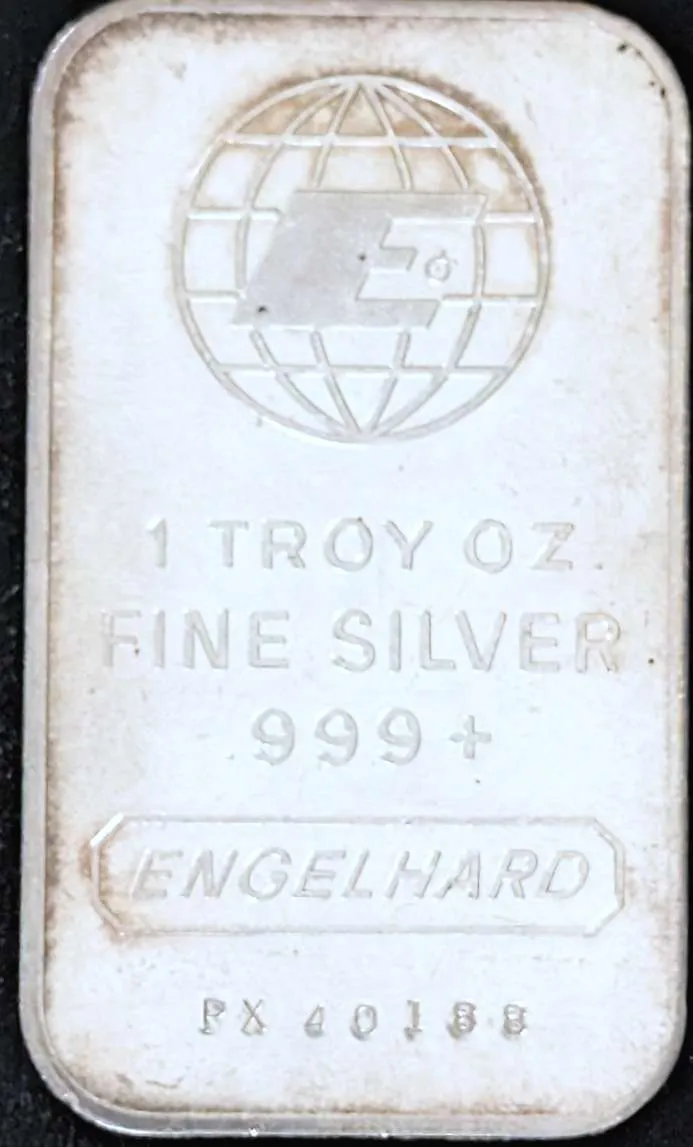 E
1 TROY OZ.
FINE SILVER
999+
ENGELHARD
PX 40188